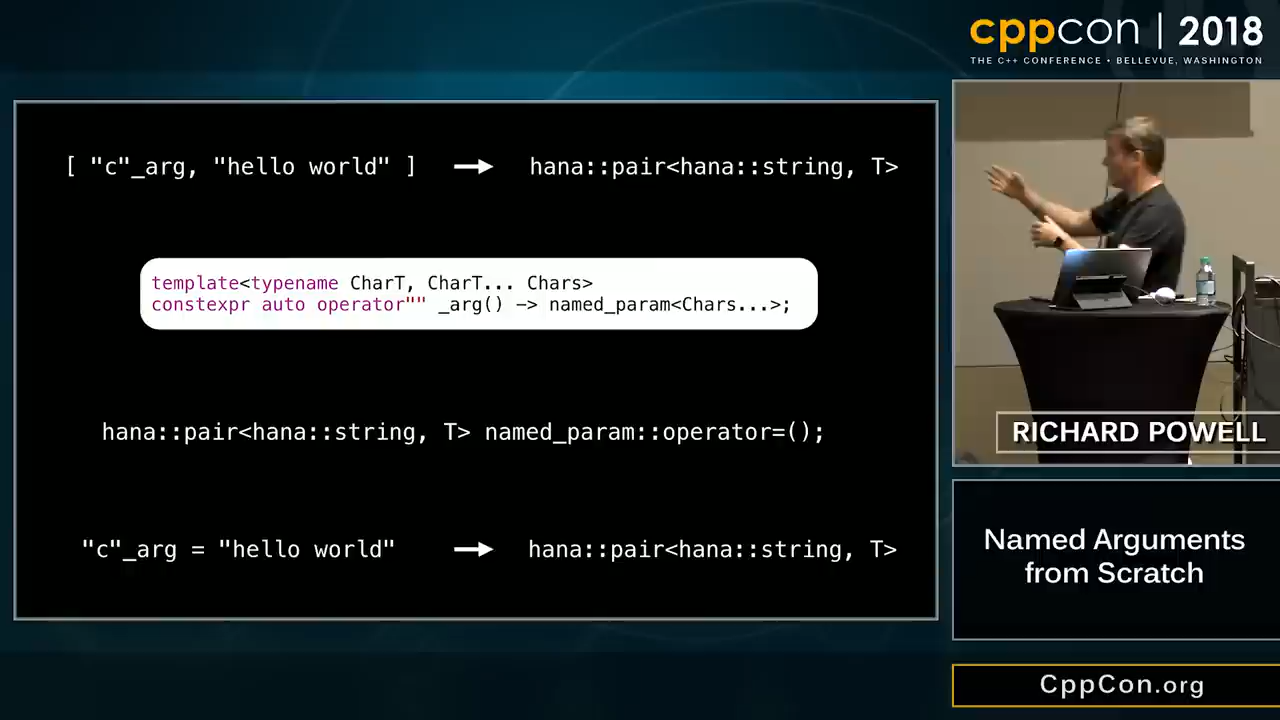 cppcon | 2018
THE C++ CONFERENCE • BELLEVUE, WASHINGTON
[ "c"_arg, "hello world" ] → hana::pair<hana::string, T>
template<typename CharT, CharT... Chars>
constexpr auto operator"" _arg() -> named_param<Chars...>;
hana::pair<hana::string, T> named_param::operator=();
"c"_arg = "hello world" → hana::pair<hana::string, T>
RICHARD POWELL
Named Arguments
from Scratch
CppCon.org